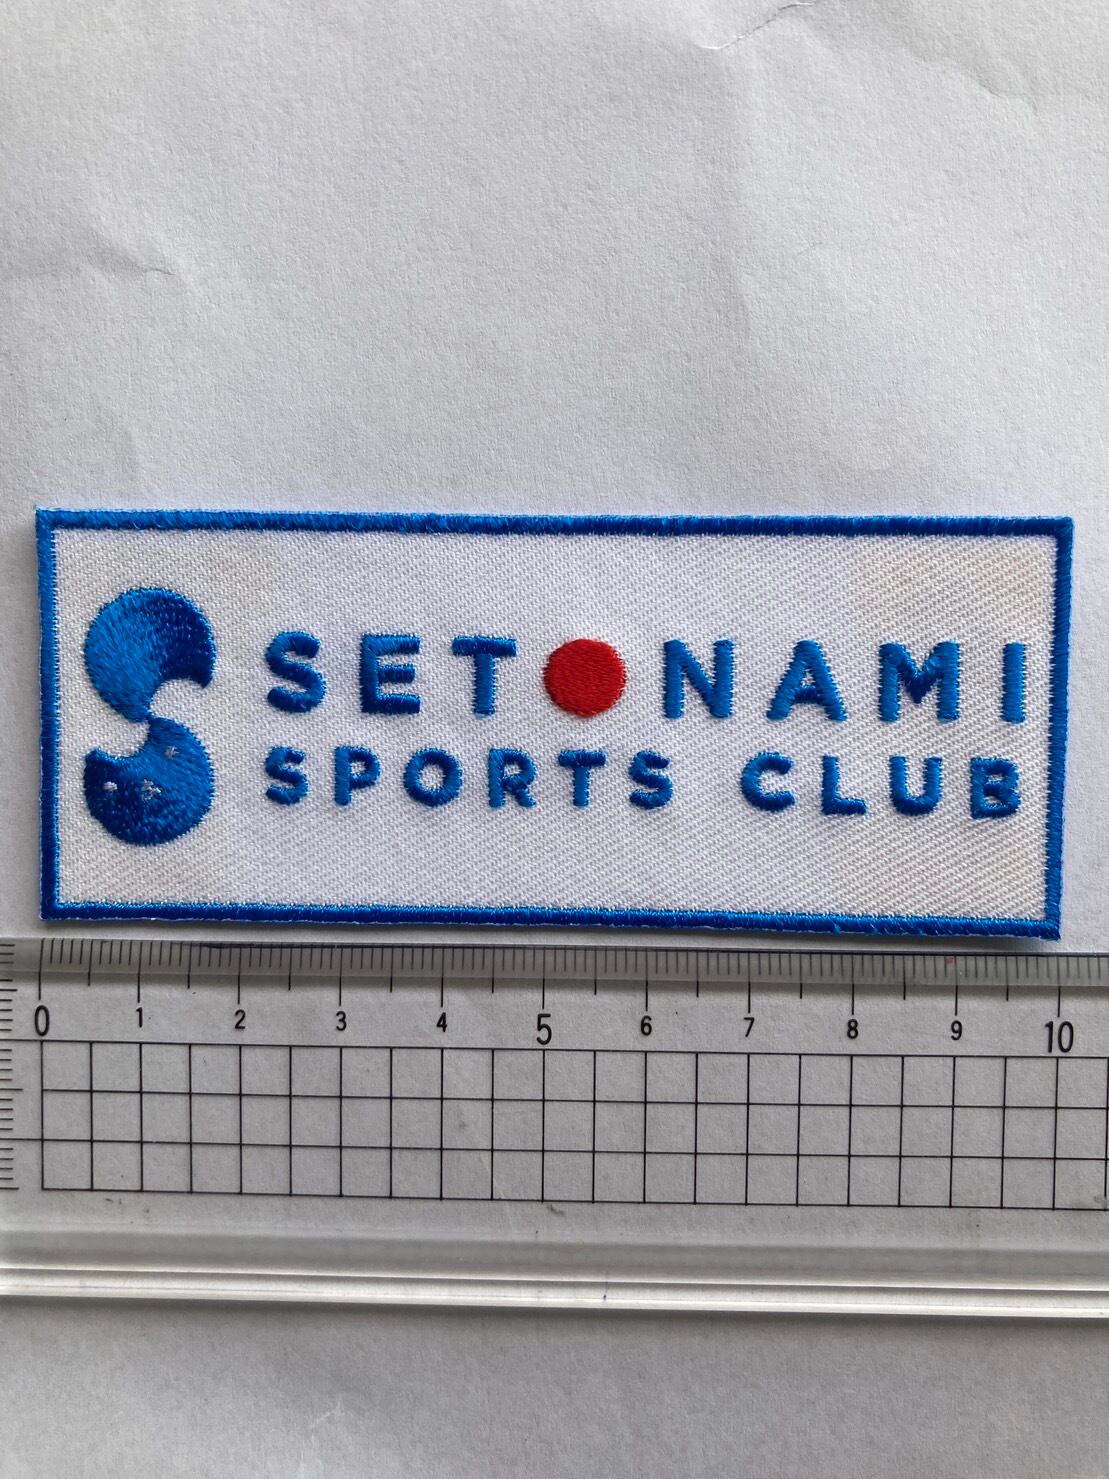 SETONAMI
SPORTS CLUB
0 1 2 3 4 5 6 7 8 9 10